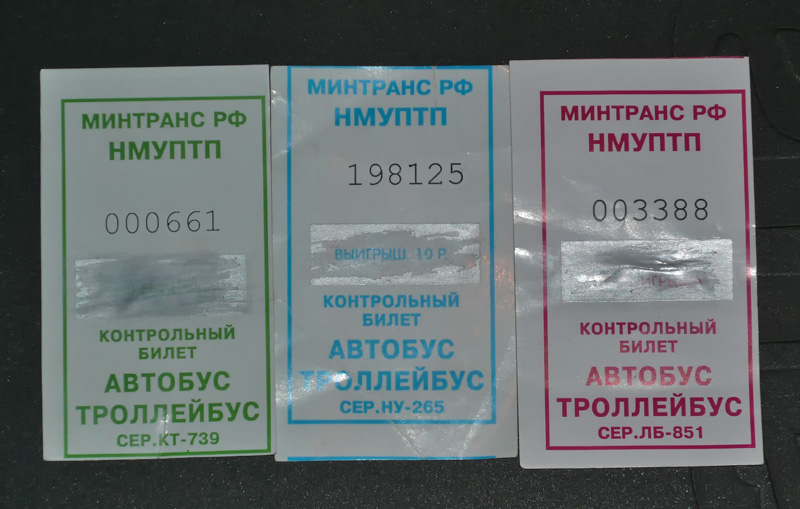 МИНТРАНС РФ
НМУПТП
000661
КОНТРОЛЬНЫЙ
БИЛЕТ
АВТОБУС
ТРОЛЛЕЙБУС
СЕР.КТ-739
МИНТРАНС РФ
НМУПТП
198125
ВЫИГРЫШ 10 Р.
КОНТРОЛЬНЫЙ
БИЛЕТ
АВТОБУС
ТРОЛЛЕЙБУС
СЕР.НУ-265
МИНТРАНС РФ
НМУПТП
003388
КОНТРОЛЬНЫЙ
БИЛЕТ
АВТОБУС
ТРОЛЛЕЙБУС
СЕР.ЛБ-851